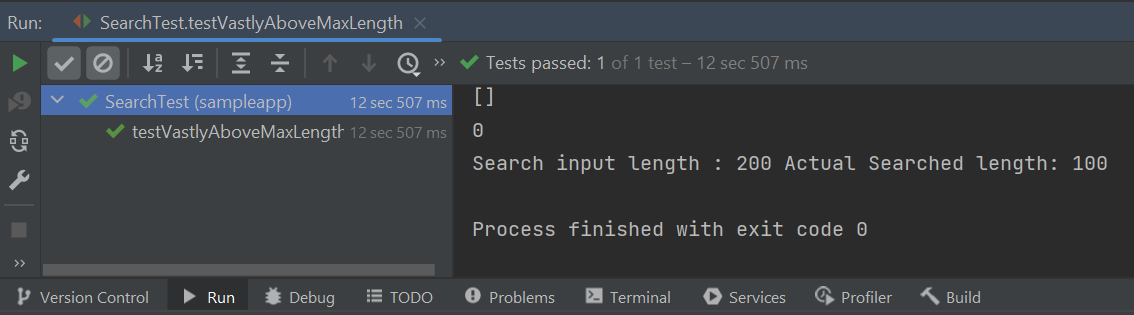 Run: SearchTest.testVastlyAboveMaxLength
Tests passed: 1 of 1 test – 12 sec 507 ms
SearchTest (sampleapp) 12 sec 507 ms
testVastlyAboveMaxLength 12 sec 507 ms
[]
0
Search input length : 200 Actual Searched length: 100
Process finished with exit code 0
Version Control Run Debug TODO Problems Terminal Services Profiler Build